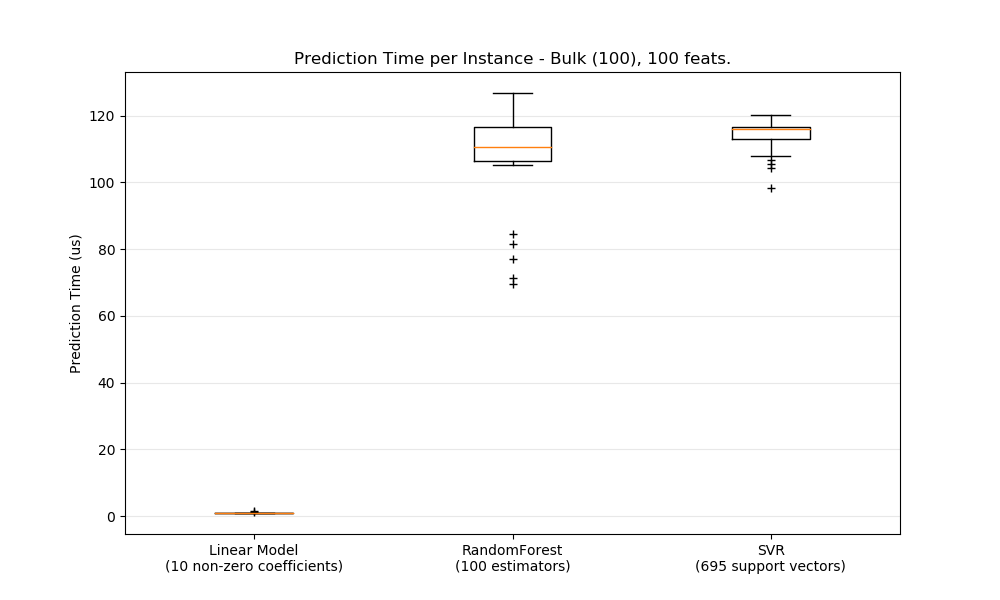 Prediction Time per Instance - Bulk (100), 100 feats.
Prediction Time (us)
120
100
80
60
40
20
0
Linear Model
(10 non-zero coefficients)
RandomForest
(100 estimators)
SVR
(695 support vectors)